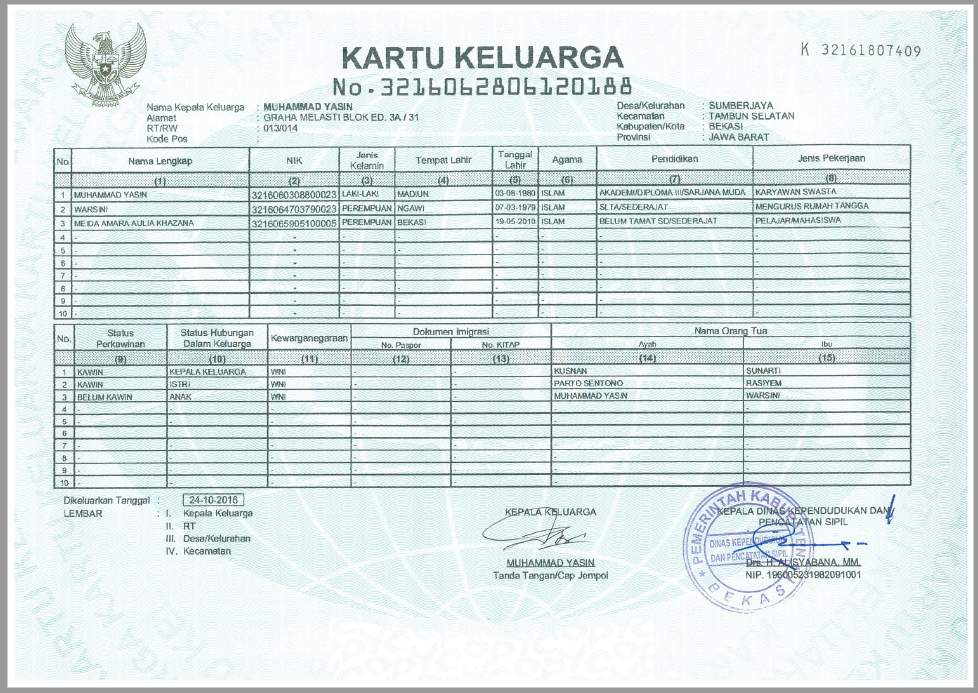 K 32161807409
KARTU KELUARGA
No.3216062806120188
Nama Kepala Keluarga : MUHAMMAD YASIN
Alamat : GRAHA MELASTI BLOK ED. 3A / 31
RT/RW : 013/014
Kode Pos :
Desa/Kelurahan : SUMBERJAYA
Kecamatan : TAMBUN SELATAN
Kabupaten/Kota : BEKASI
Provinsi : JAWA BARAT
No Nama Lengkap NIK Jenis Kelamin Tempat Lahir Tanggal Lahir Agama Pendidikan Jenis Pekerjaan
(1) (2) (3) (4) (5) (6) (7) (8)
1 MUHAMMAD YASIN 3216060308800023 LAKI-LAKI MADIUN 03-08-1980 ISLAM AKADEMI/DIPLOMA III/SARJANA MUDA KARYAWAN SWASTA
2 WARSINI 3216064703790023 PEREMPUAN NGAWI 07-03-1979 ISLAM SLTA/SEDERAJAT MENGURUS RUMAH TANGGA
3 MEIDA AMARA AULIA KHAZANA 3216065905100005 PEREMPUAN BEKASI 19-05-2010 ISLAM BELUM TAMAT SD/SEDERAJAT PELAJAR/MAHASISWA
4 - - - - - - - -
5 - - - - - - - -
6 - - - - - - - -
7 - - - - - - - -
8 - - - - - - - -
9 - - - - - - - -
10 - - - - - - - -
No. Status Perkawinan Status Hubungan Dalam Keluarga Kewarganegaraan Dokumen Imigrasi Nama Orang Tua
No. Paspor No. KITAP Ayah Ibu
(9) (10) (11) (12) (13) (14) (15)
1 KAWIN KEPALA KELUARGA WNI - - KUSNAN SUNARTI
2 KAWIN ISTRI WNI - - PARTO SENTONO RASIYEM
3 BELUM KAWIN ANAK WNI - - MUHAMMAD YASIN WARSINI
4 - - - - - - -
5 - - - - - - -
6 - - - - - - -
7 - - - - - - -
8 - - - - - - -
9 - - - - - - -
10 - - - - - - -
Dikeluarkan Tanggal : 24-10-2016
LEMBAR : I. Kepala Keluarga
II. RT
III. Desa/Kelurahan
IV. Kecamatan
KEPALA KELUARGA
MUHAMMAD YASIN
Tanda Tangan/Cap Jempol
KEPALA DINAS KEPENDUDUKAN DAN
PENCATATAN SIPIL
Drs. H. ALISYABANA, MM.
NIP. 196005231982091001
PEMERINTAH KABUPATEN
DINAS KEPENDUDUKAN
DAN PENCATATAN SIPIL
BEKASI